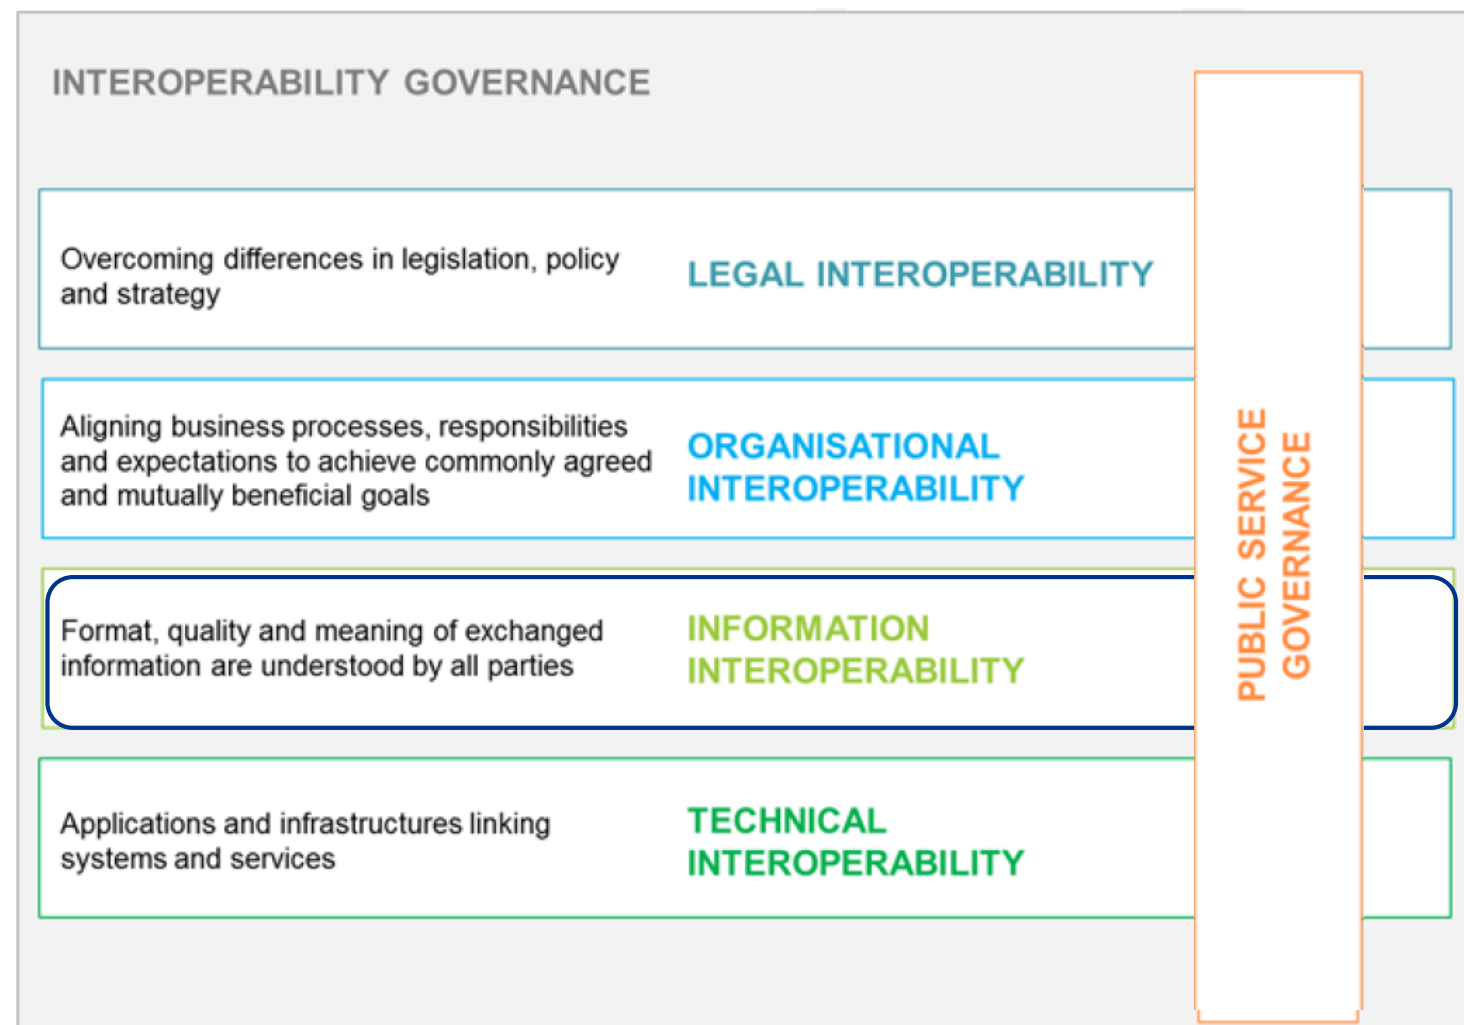 INTEROPERABILITY GOVERNANCE
Overcoming differences in legislation, policy
and strategy
LEGAL INTEROPERABILITY
Aligning business processes, responsibilities
and expectations to achieve commonly agreed
and mutually beneficial goals
ORGANISATIONAL
INTEROPERABILITY
Format, quality and meaning of exchanged
information are understood by all parties
INFORMATION
INTEROPERABILITY
Applications and infrastructures linking
systems and services
TECHNICAL
INTEROPERABILITY
PUBLIC SERVICE
GOVERNANCE